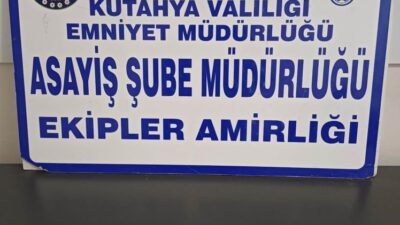 KÜTAHYA VALİLİĞİ
EMNİYET MÜDÜRLÜĞÜ
ASAYİŞ ŞUBE MÜDÜRLÜĞÜ
EKİPLER AMİRLİĞİ